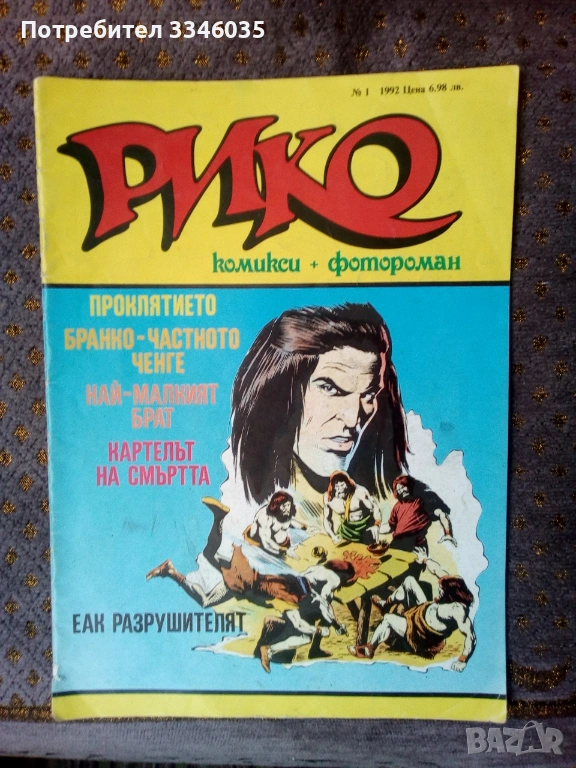 Потребител 3346035
№ 1 1992 Цена 6.98 лв.
РИКО
комикси + фотороман
ПРОКЛЯТИЕТО
БРАНКО-ЧАСТНОТО
ЧЕНГЕ
НАЙ-МАЛКИЯТ
БРАТ
КАРТЕЛЪТ
НА СМЪРТТА
ЕАК РАЗРУШИТЕЛЯТ
BAZAR